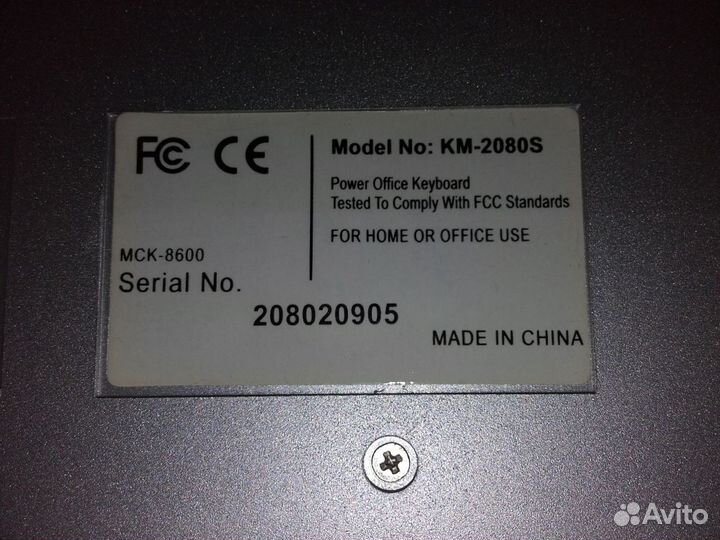 FC CE
Model No: KM-2080S
Power Office Keyboard
Tested To Comply With FCC Standards
FOR HOME OR OFFICE USE
MCK-8600
Serial No.
208020905
MADE IN CHINA
Avito